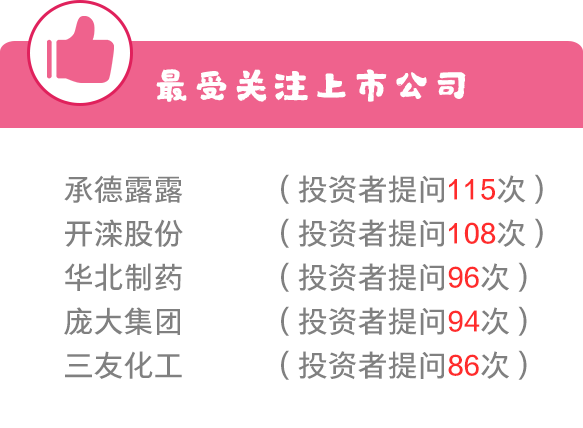 最受关注上市公司
承德露露 （投资者提问115次）
开滦股份 （投资者提问108次）
华北制药 （投资者提问96次）
庞大集团 （投资者提问94次）
三友化工 （投资者提问86次）